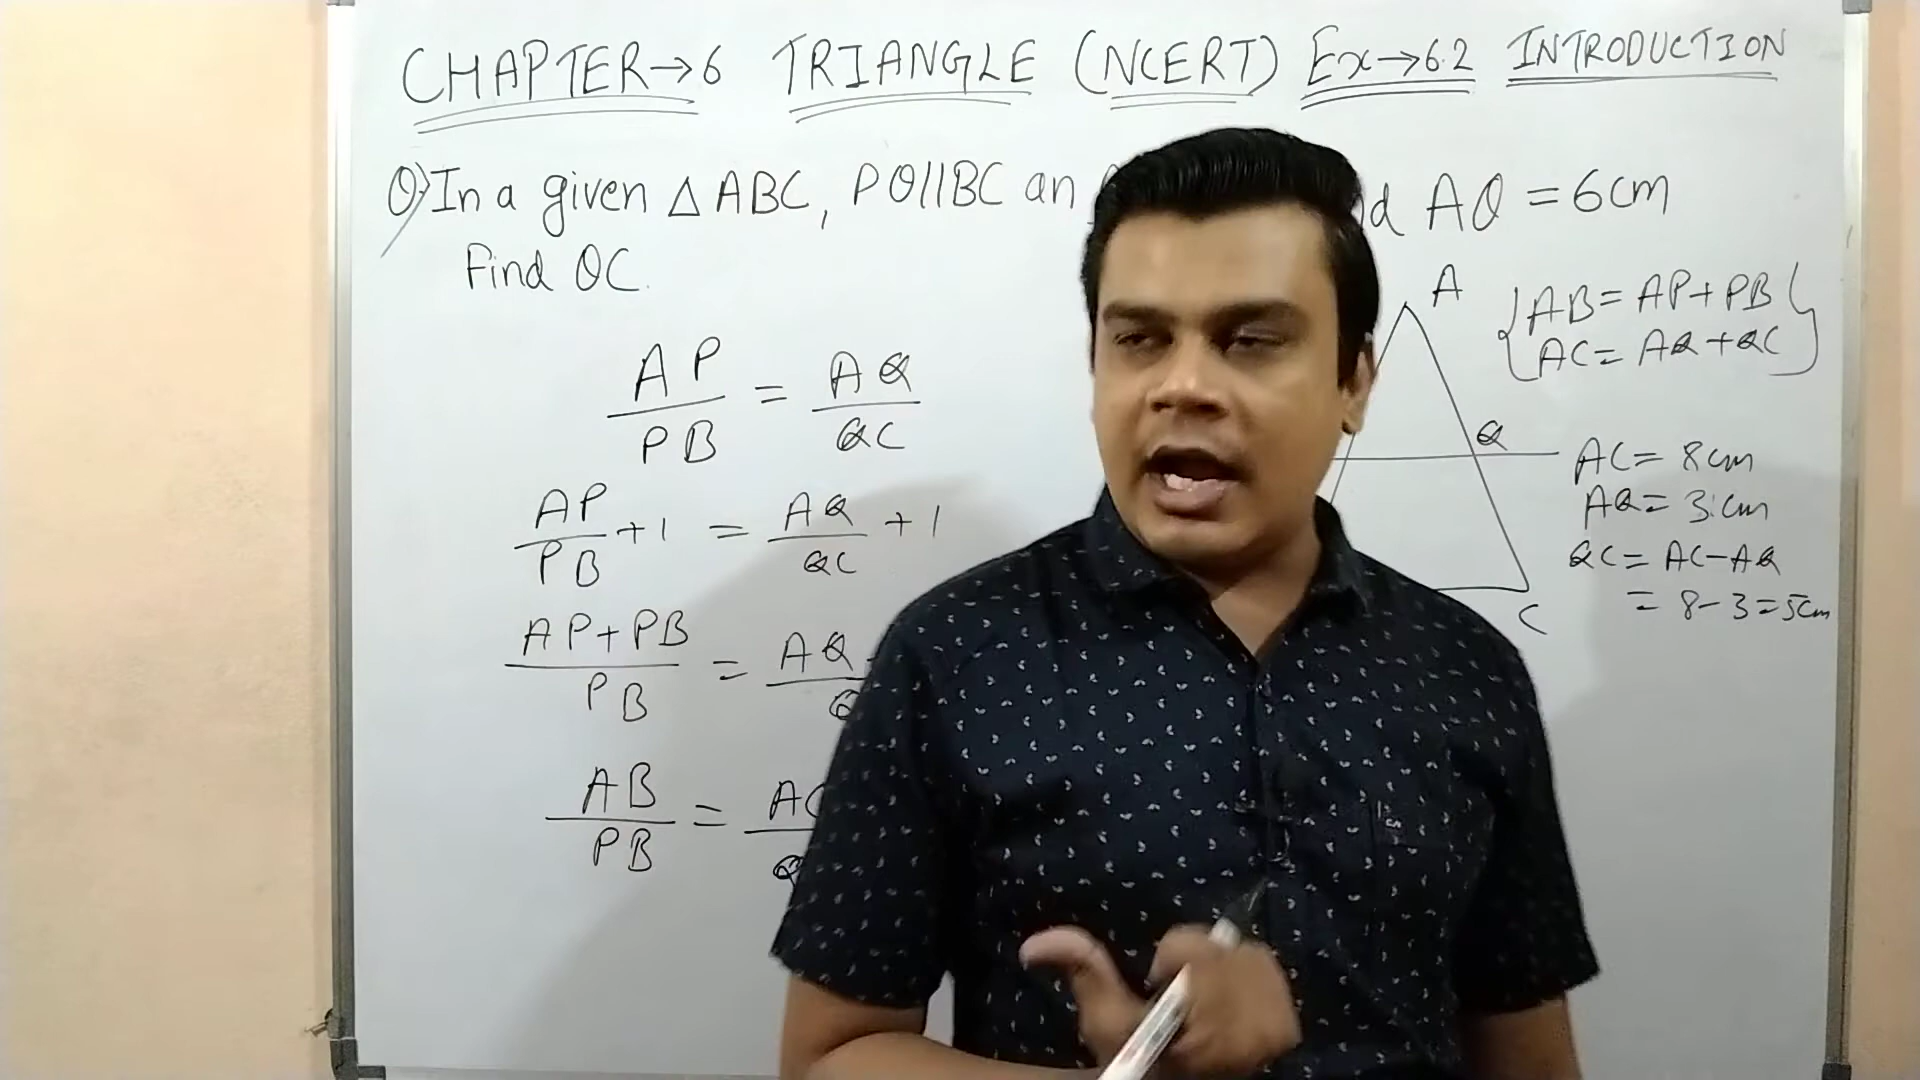 CHAPTER→6 TRIANGLE (NCERT) Ex→6.2 INTRODUCTION
Q) In a given △ABC, PQ||BC an AQ = 6cm
Find QC.
A
{AB = AP + PB}
{AC = AQ + QC}
AP/PB = AQ/QC
Q
AC = 8cm
AQ = 3cm
QC = AC - AQ
= 8 - 3 = 5cm
C
AP/PB + 1 = AQ/QC + 1
AP + PB/PB = AQ
AB/PB =